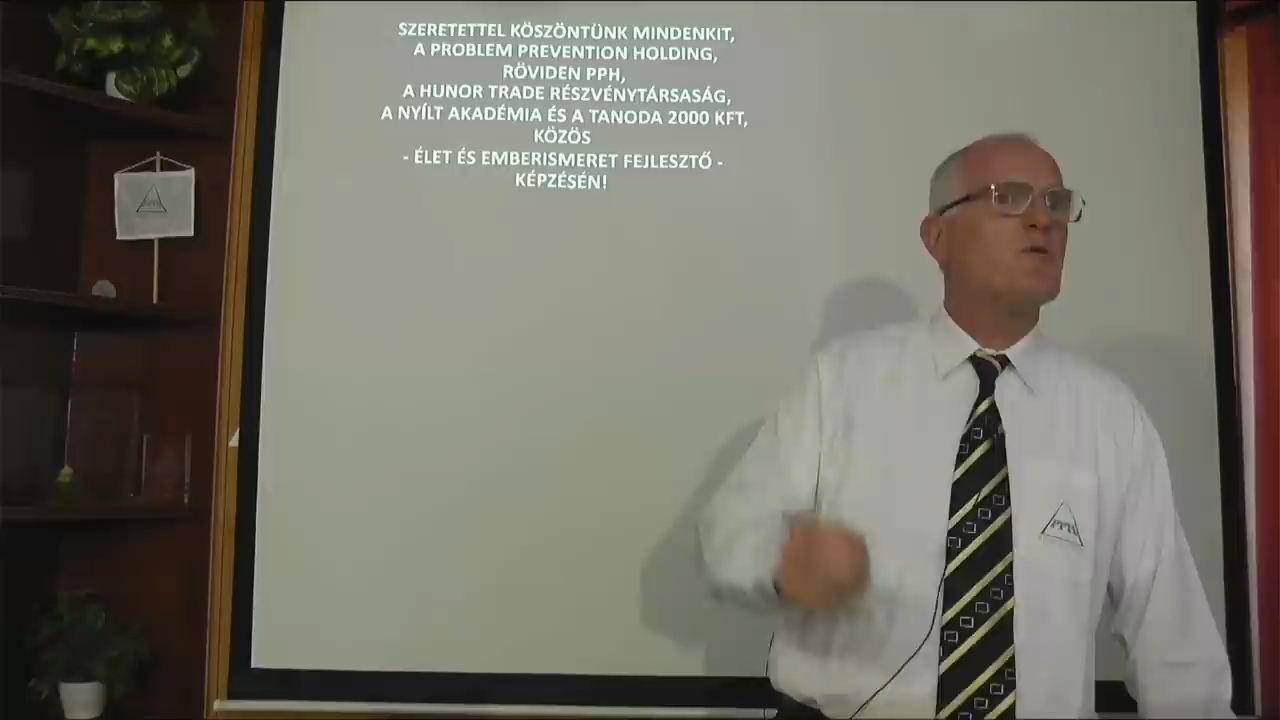 SZERETETTEL KÖSZÖNTÜNK MINDENKIT,
A PROBLEM PREVENTION HOLDING,
RÖVIDEN PPH,
A HUNOR TRADE RÉSZVÉNYTÁRSASÁG,
A NYÍLT AKADÉMIA ÉS A TANODA 2000 KFT,
KÖZÖS
- ÉLET ÉS EMBERISMERET FEJLESZTŐ -
KÉPZÉSÉN!
PPH